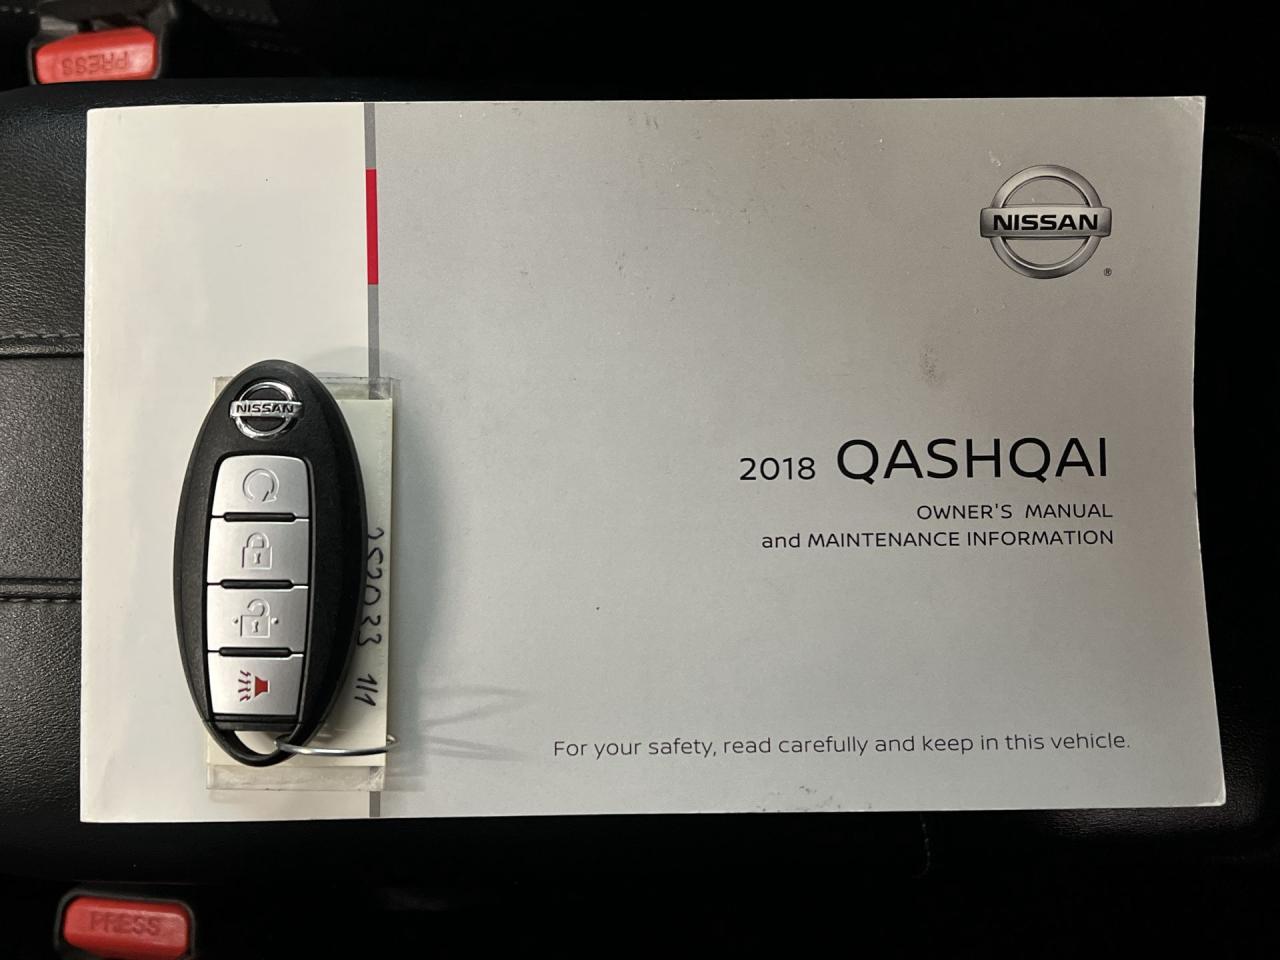 PRESS
NISSAN
®
NISSAN
2018 QASHQAI
OWNER'S MANUAL
and MAINTENANCE INFORMATION
For your safety, read carefully and keep in this vehicle.
PRESS